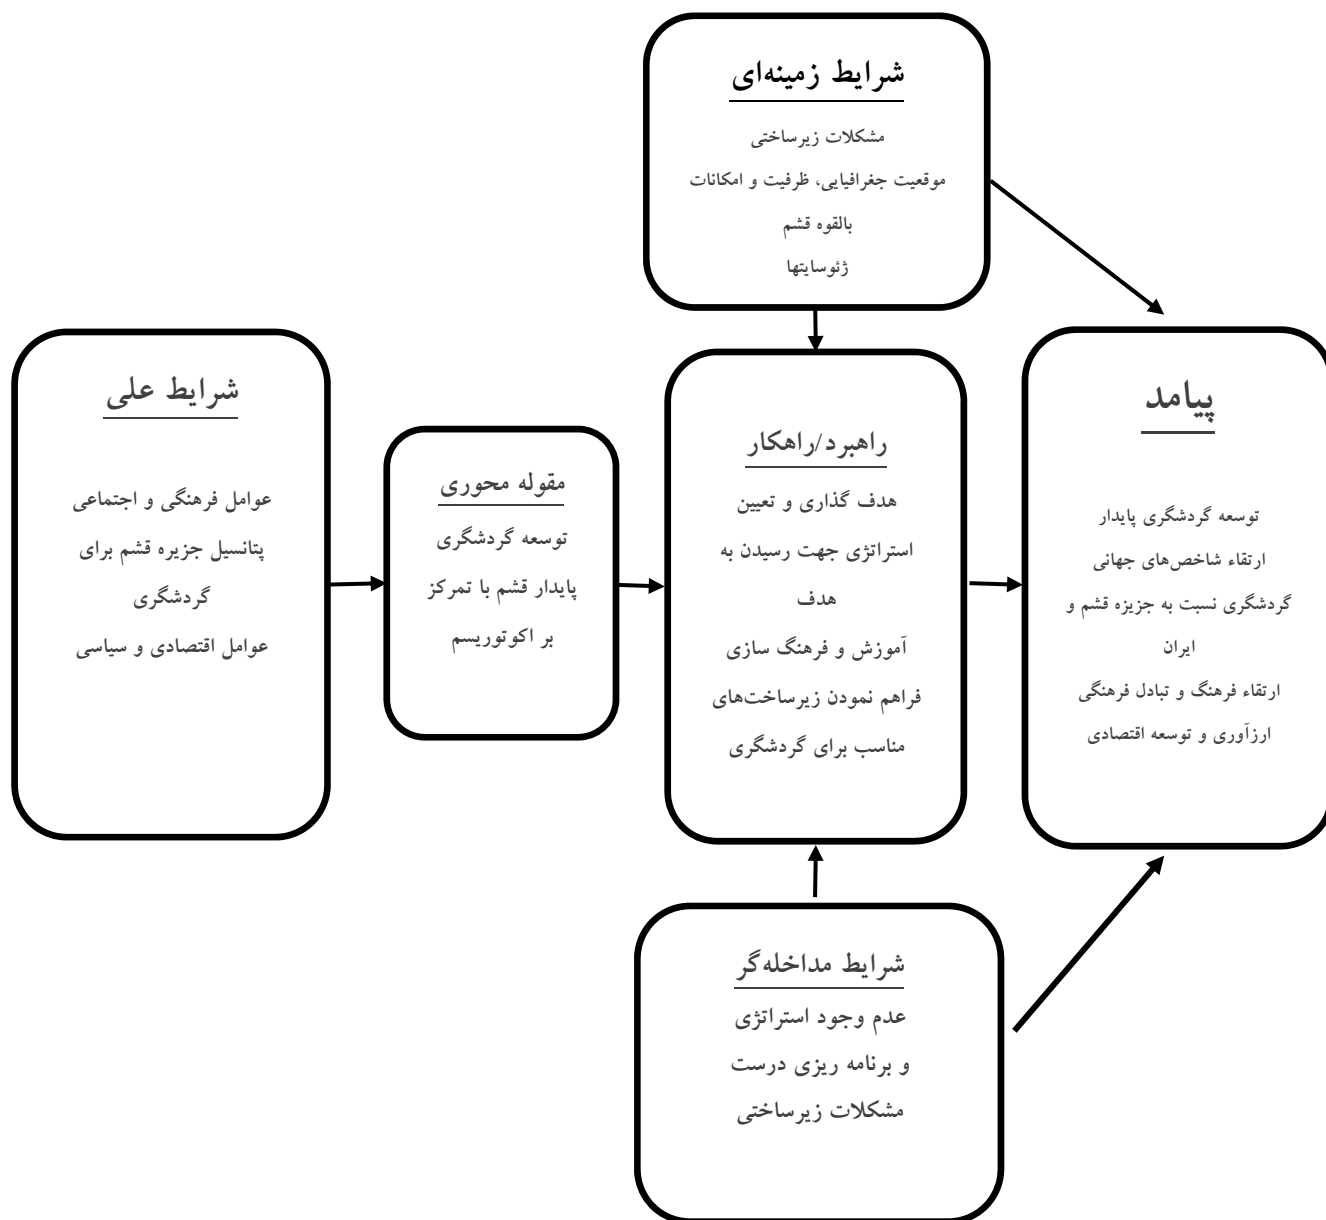 شرایط زمینه‌ای
مشکلات زیرساختی
موقعیت جغرافیایی، ظرفیت و امکانات
بالقوه قشم
ژئوسایتها
شرایط علی
عوامل فرهنگی و اجتماعی
پتانسیل جزیره قشم برای
گردشگری
عوامل اقتصادی و سیاسی
مقوله محوری
توسعه گردشگری
پایدار قشم با تمرکز
بر اکوتوریسم
راهبرد/راهکار
هدف گذاری و تعیین
استراتژی جهت رسیدن به
هدف
آموزش و فرهنگ سازی
فراهم نمودن زیرساخت‌های
مناسب برای گردشگری
پیامد
توسعه گردشگری پایدار
ارتقاء شاخص‌های جهانی
گردشگری نسبت به جزیزه قشم و
ایران
ارتقاء فرهنگ و تبادل فرهنگی
ارزآوری و توسعه اقتصادی
شرایط مداخله‌گر
عدم وجود استراتژی
و برنامه ریزی درست
مشکلات زیرساختی